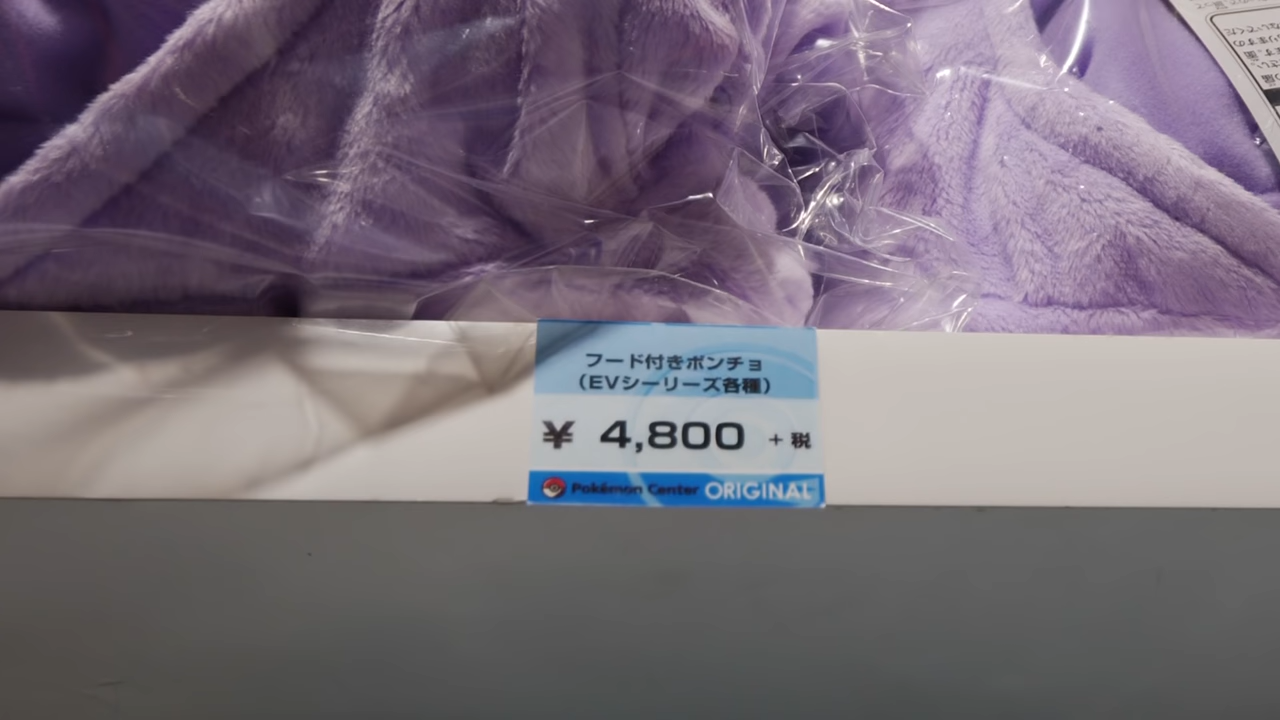 フード付きポンチョ
(EVシーリーズ各種)
¥ 4,800 + 税
Pokémon Center ORIGINAL